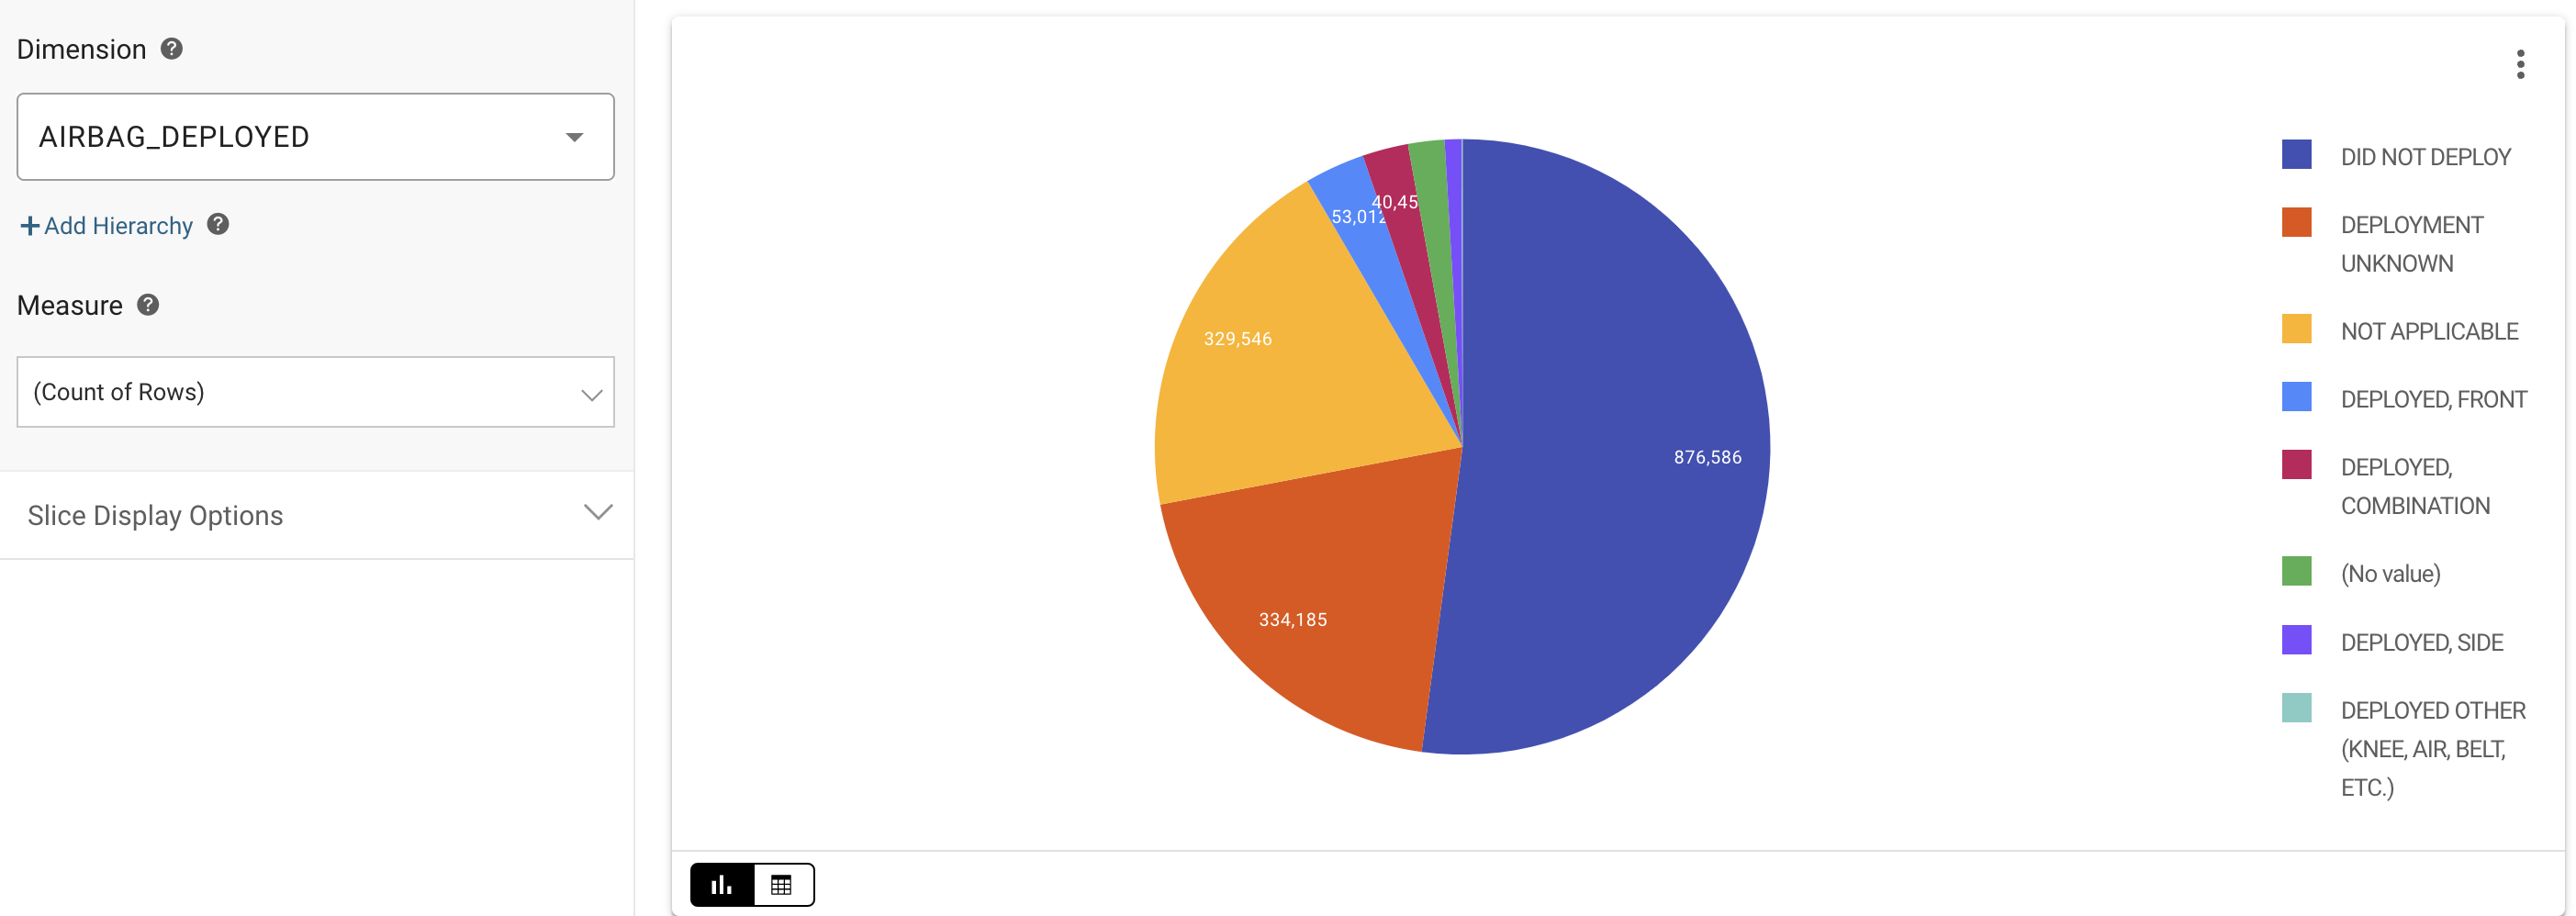 Dimension ?
AIRBAG_DEPLOYED
+ Add Hierarchy ?
Measure ?
(Count of Rows)
Slice Display Options
40,45
53,012
329,546
876,586
334,185
DID NOT DEPLOY
DEPLOYMENT
UNKNOWN
NOT APPLICABLE
DEPLOYED, FRONT
DEPLOYED,
COMBINATION
(No value)
DEPLOYED, SIDE
DEPLOYED OTHER
(KNEE, AIR, BELT,
ETC.)